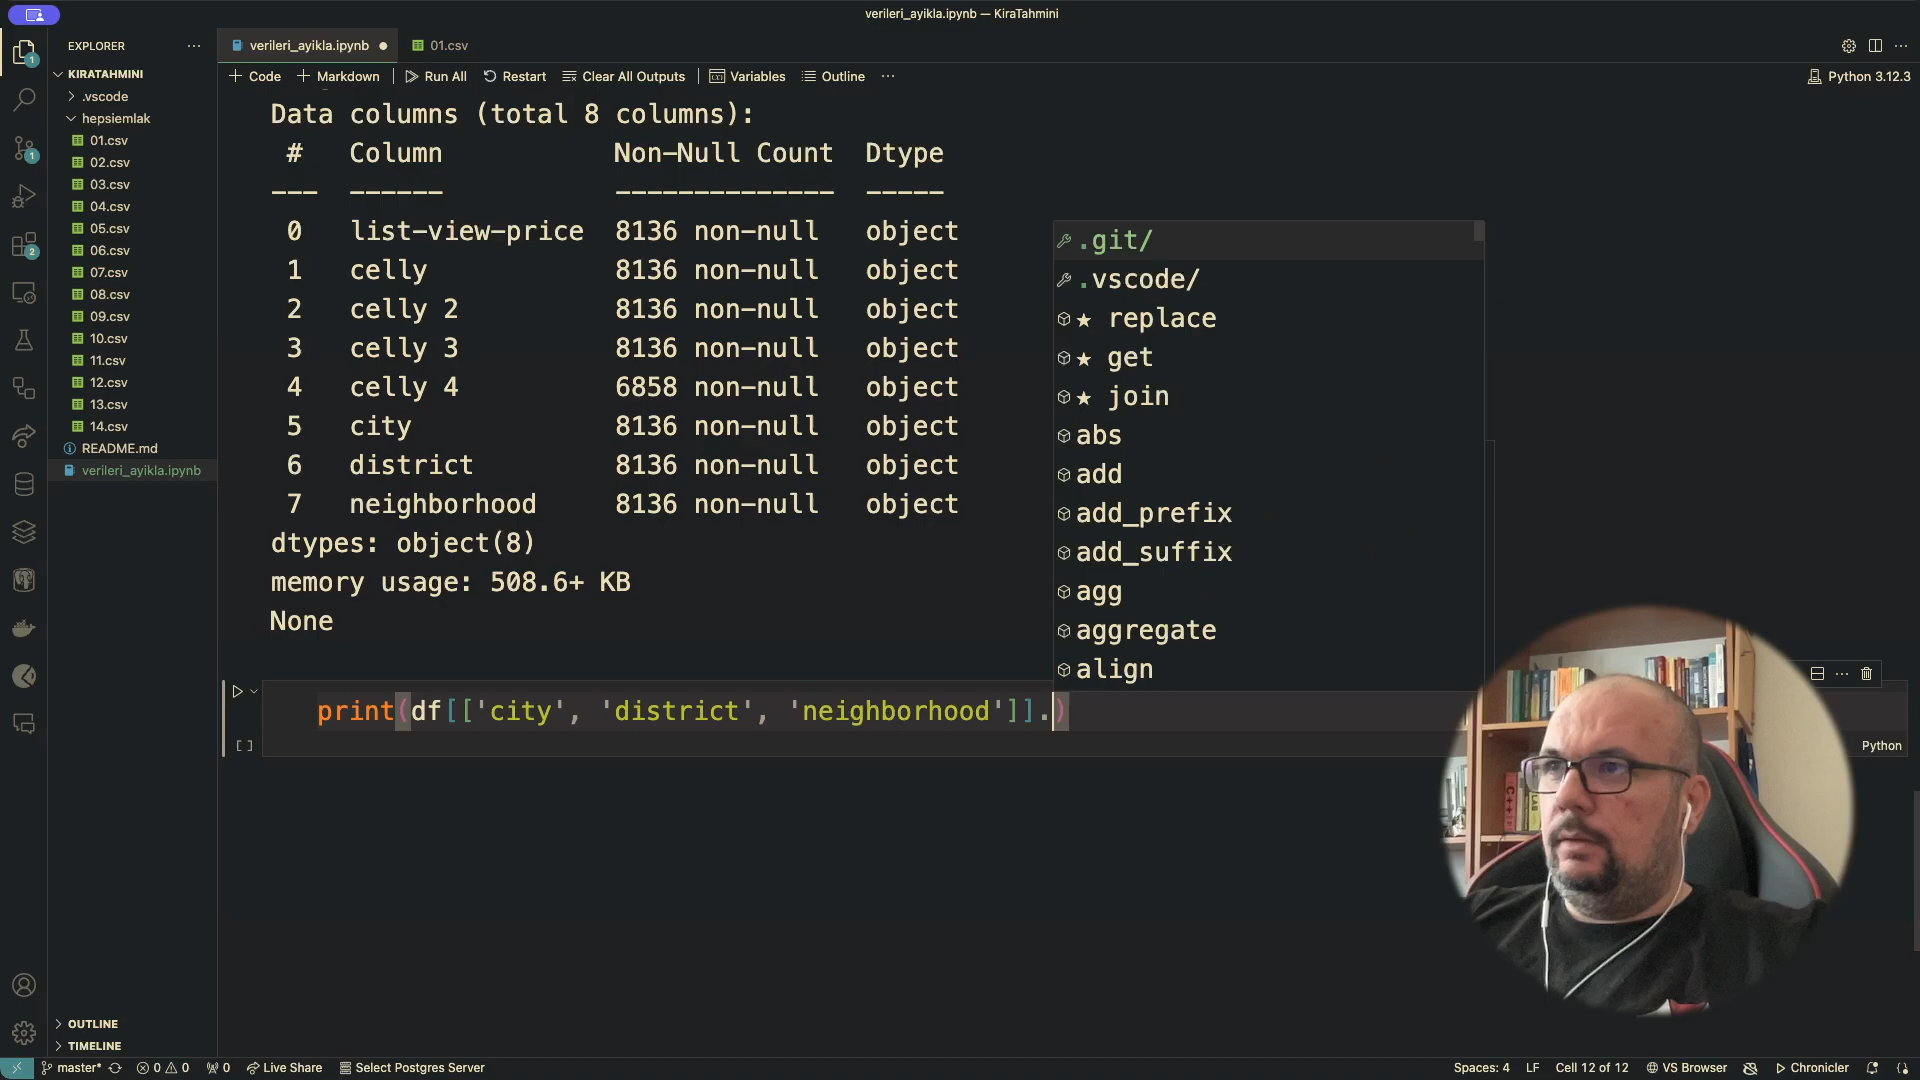 verileri_ayikla.ipynb — KiraTahmini
EXPLORER
verileri_ayikla.ipynb
01.csv
KIRATAHMINI
.vscode
hepsiemlak
01.csv
02.csv
03.csv
04.csv
05.csv
06.csv
07.csv
08.csv
09.csv
10.csv
11.csv
12.csv
13.csv
14.csv
README.md
verileri_ayikla.ipynb
OUTLINE
TIMELINE
1
1
2
+ Code + Markdown Run All Restart Clear All Outputs Variables Outline ···
Python 3.12.3
Data columns (total 8 columns):
# Column Non-Null Count Dtype
--- ------ -------------- -----
0 list-view-price 8136 non-null object
1 celly 8136 non-null object
2 celly 2 8136 non-null object
3 celly 3 8136 non-null object
4 celly 4 6858 non-null object
5 city 8136 non-null object
6 district 8136 non-null object
7 neighborhood 8136 non-null object
dtypes: object(8)
memory usage: 508.6+ KB
None
.git/
.vscode/
★ replace
★ get
★ join
abs
add
add_prefix
add_suffix
agg
aggregate
align
print(df[['city', 'district', 'neighborhood']].)
[ ]
Python
master* 0 0 0 Live Share Select Postgres Server
Spaces: 4 LF Cell 12 of 12 VS Browser Chronicler